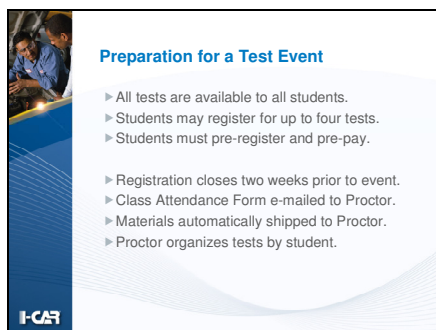 Preparation for a Test Event
▶All tests are available to all students.
▶Students may register for up to four tests.
▶Students must pre-register and pre-pay.
▶Registration closes two weeks prior to event.
▶Class Attendance Form e-mailed to Proctor.
▶Materials automatically shipped to Proctor.
▶Proctor organizes tests by student.
I-CAR